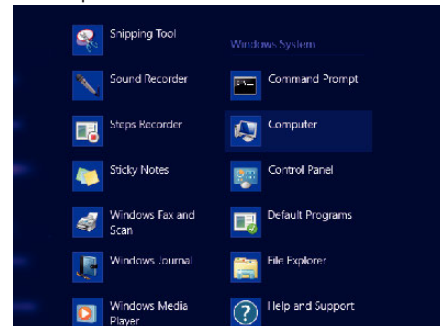 Snipping Tool
Sound Recorder
Steps Recorder
Sticky Notes
Windows Fax and
Scan
Windows Journal
Windows Media
Player
Windows System
Command Prompt
Computer
Control Panel
Default Programs
File Explorer
Help and Support